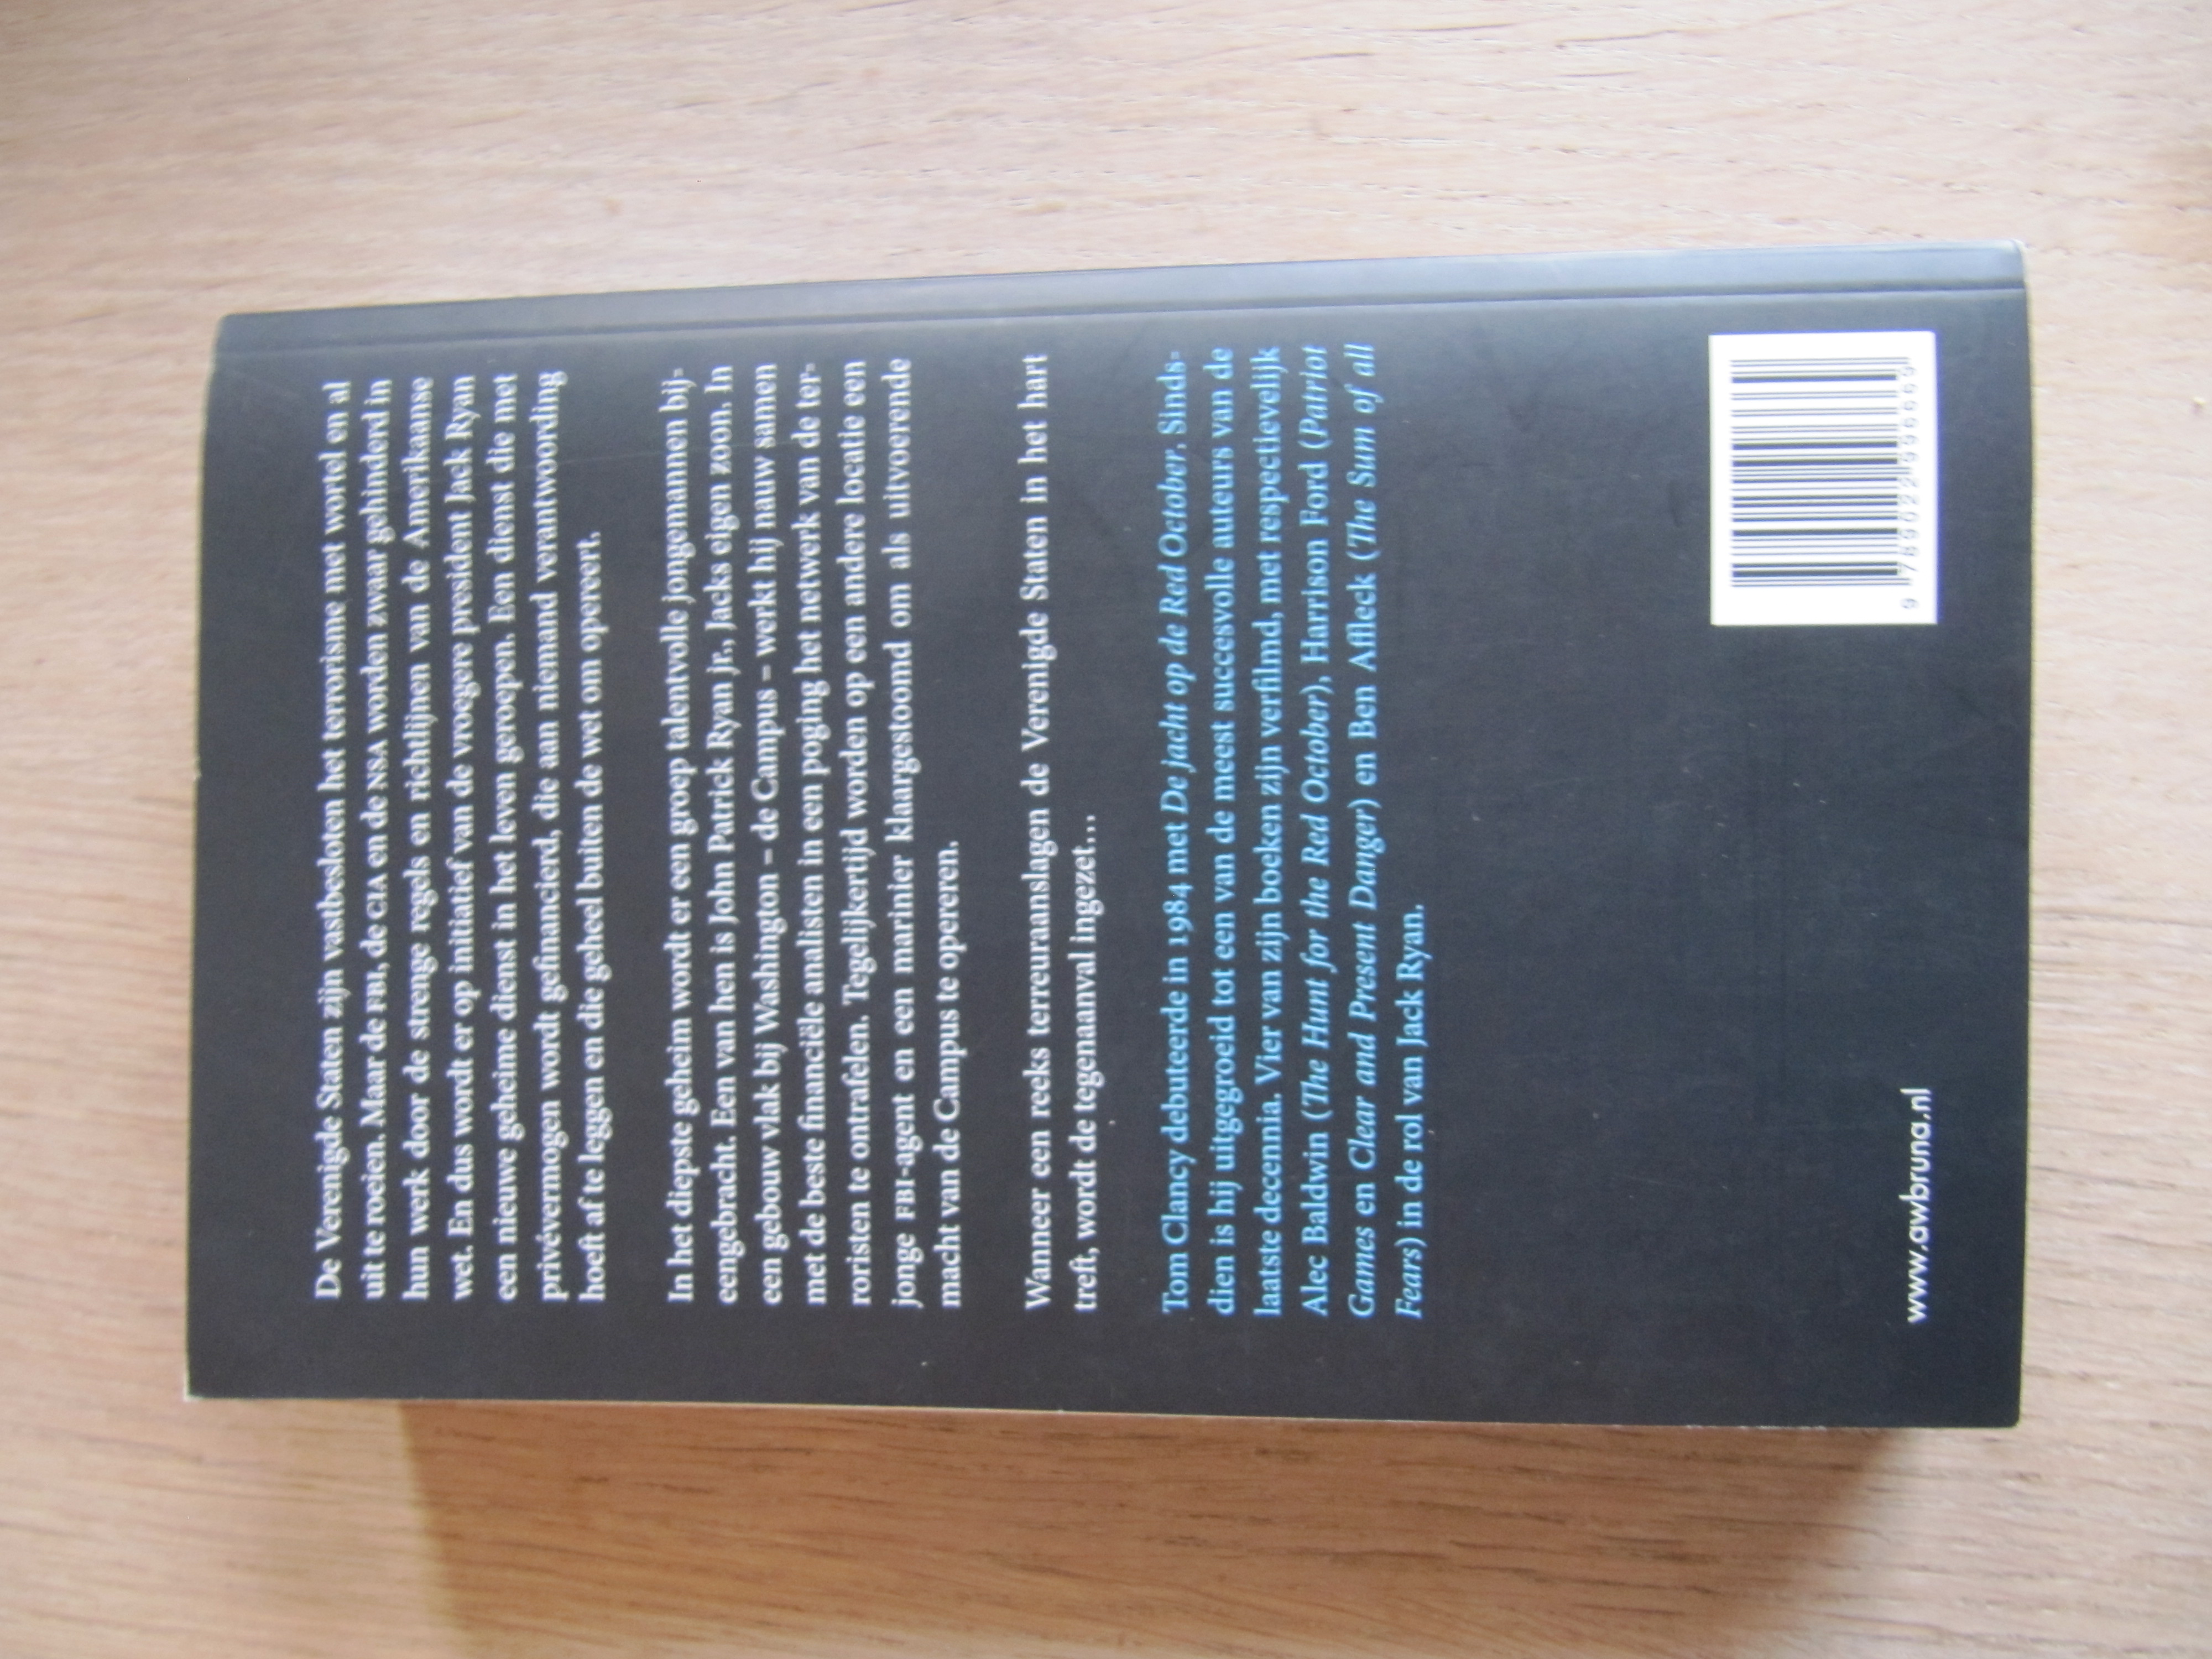 De Verenigde Staten zijn vastbesloten het terrorisme met wortel en al
uit te roeien. Maar de FBI, de CIA en de NSA worden zwaar gehinderd in
hun werk door de strenge regels en richtlijnen van de Amerikaanse
wet. En dus wordt er op initiatief van de vroegere president Jack Ryan
een nieuwe geheime dienst in het leven geroepen. Een dienst die met
privévermogen wordt gefinancierd, die aan niemand verantwoording
hoeft af te leggen en die geheel buiten de wet om opereert.
In het diepste geheim wordt er een groep talentvolle jongemannen bij-
eengebracht. Een van hen is John Patrick Ryan jr., Jacks eigen zoon. In
een gebouw vlak bij Washington – de Campus – werkt hij nauw samen
met de beste financiële analisten in een poging het netwerk van de ter-
roristen te ontrafelen. Tegelijkertijd worden op een andere locatie een
jonge FBI-agent en een marinier klaargestoond om als uitvoerende
macht van de Campus te opereren.
Wanneer een reeks terreuraanslagen de Verenigde Staten in het hart
treft, wordt de tegenaanval ingezet...
Tom Clancy debuteerde in 1984 met De jacht op de Red October. Sinds-
dien is hij uitgegroeid tot een van de meest succesvolle auteurs van de
laatste decennia. Vier van zijn boeken zijn verfilmd, met respectievelijk
Alec Baldwin (The Hunt for the Red October), Harrison Ford (Patriot
Games en Clear and Present Danger) en Ben Affleck (The Sum of all
Fears) in de rol van Jack Ryan.
www.awbruna.nl